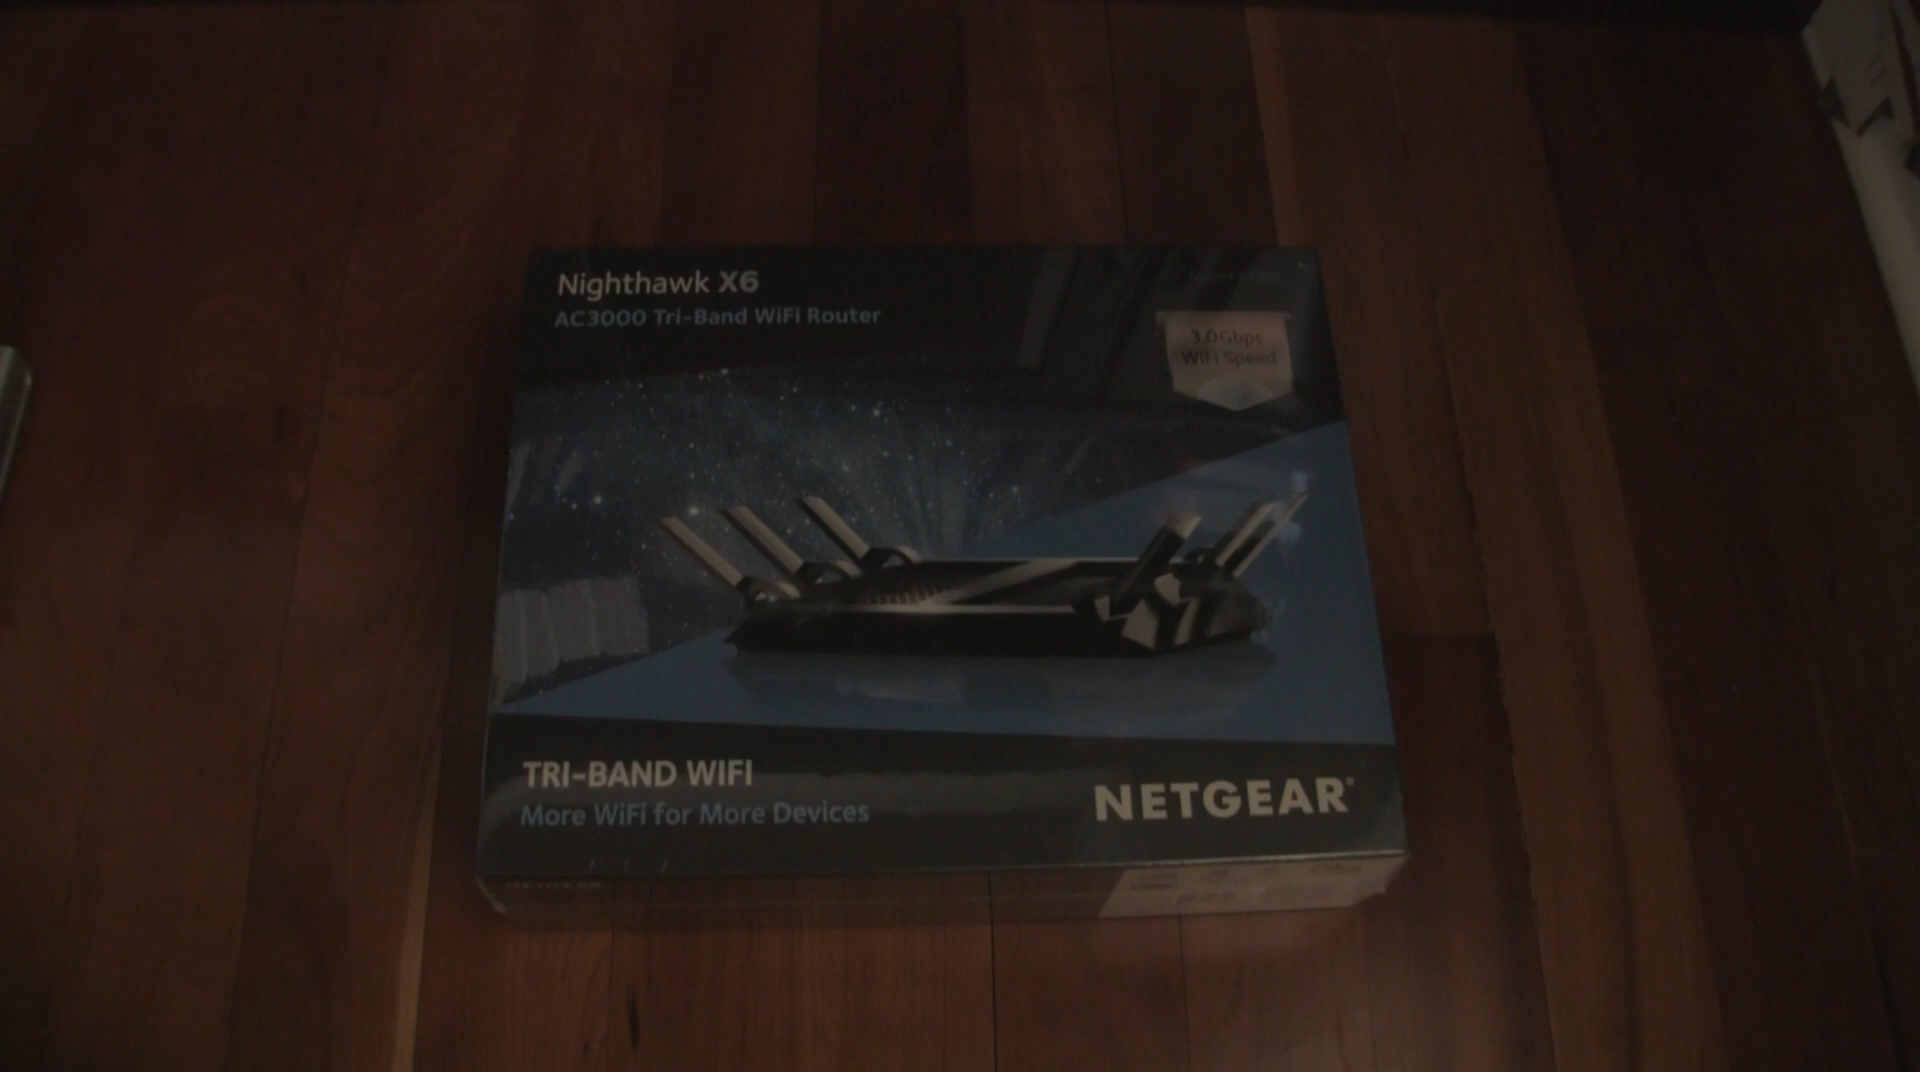 Nighthawk X6
AC3000 Tri-Band WiFi Router
3.0Gbps
WiFi Speed
TRI-BAND WIFI
More WiFi for More Devices
NETGEAR®
NETGEAR